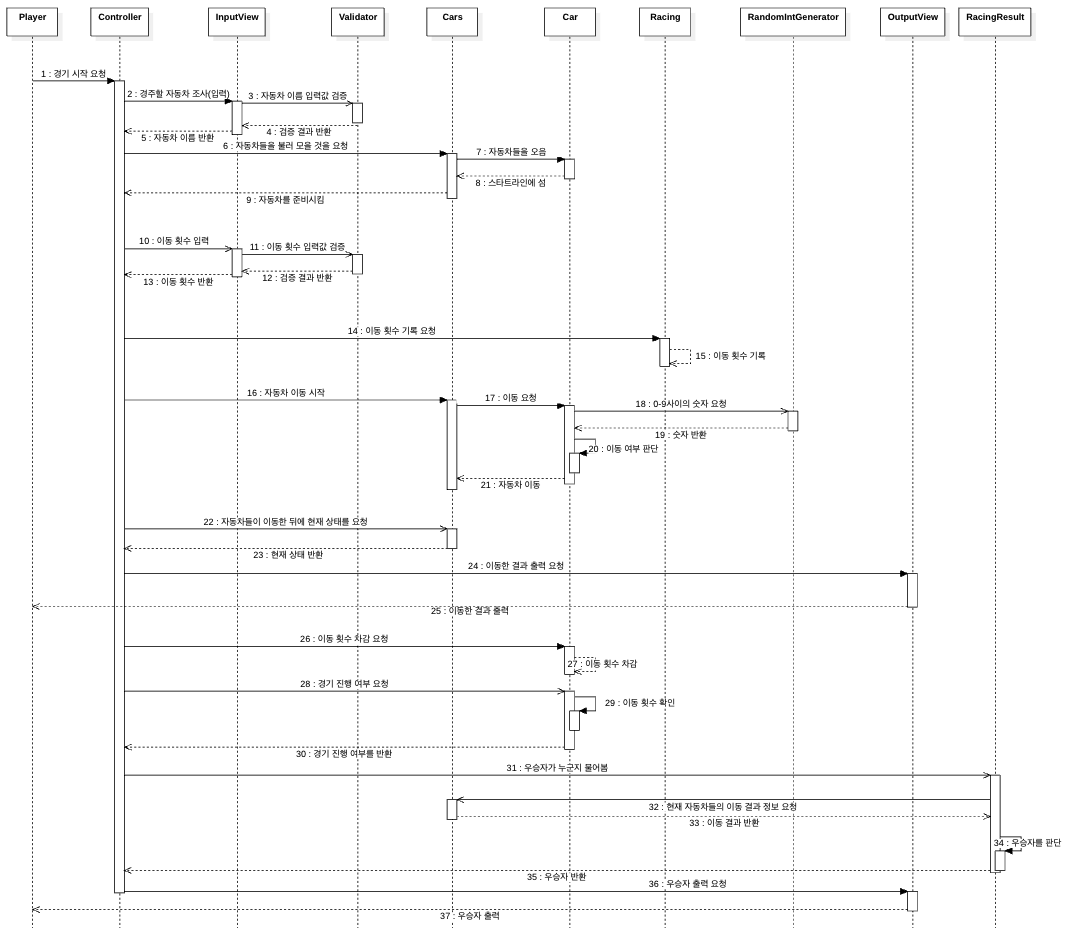 Player Controller InputView Validator Cars Car Racing RandomIntGenerator OutputView RacingResult
1 : 경기 시작 요청
2 : 경주할 자동차 조사(입력)
3 : 자동차 이름 입력값 검증
4 : 검증 결과 반환
5 : 자동차 이름 반환
6 : 자동차들을 불러 모을 것을 요청
7 : 자동차들을 오음
8 : 스타트라인에 섬
9 : 자동차를 준비시킴
10 : 이동 횟수 입력
11 : 이동 횟수 입력값 검증
12 : 검증 결과 반환
13 : 이동 횟수 반환
14 : 이동 횟수 기록 요청
15 : 이동 횟수 기록
16 : 자동차 이동 시작
17 : 이동 요청
18 : 0-9사이의 숫자 요청
19 : 숫자 반환
20 : 이동 여부 판단
21 : 자동차 이동
22 : 자동차들이 이동한 뒤에 현재 상태를 요청
23 : 현재 상태 반환
24 : 이동한 결과 출력 요청
25 : 이동한 결과 출력
26 : 이동 횟수 차감 요청
27 : 이동 횟수 차감
28 : 경기 진행 여부 요청
29 : 이동 횟수 확인
30 : 경기 진행 여부를 반환
31 : 우승자가 누군지 물어봄
32 : 현재 자동차들의 이동 결과 정보 요청
33 : 이동 결과 반환
34 : 우승자를 판단
35 : 우승자 반환
36 : 우승자 출력 요청
37 : 우승자 출력